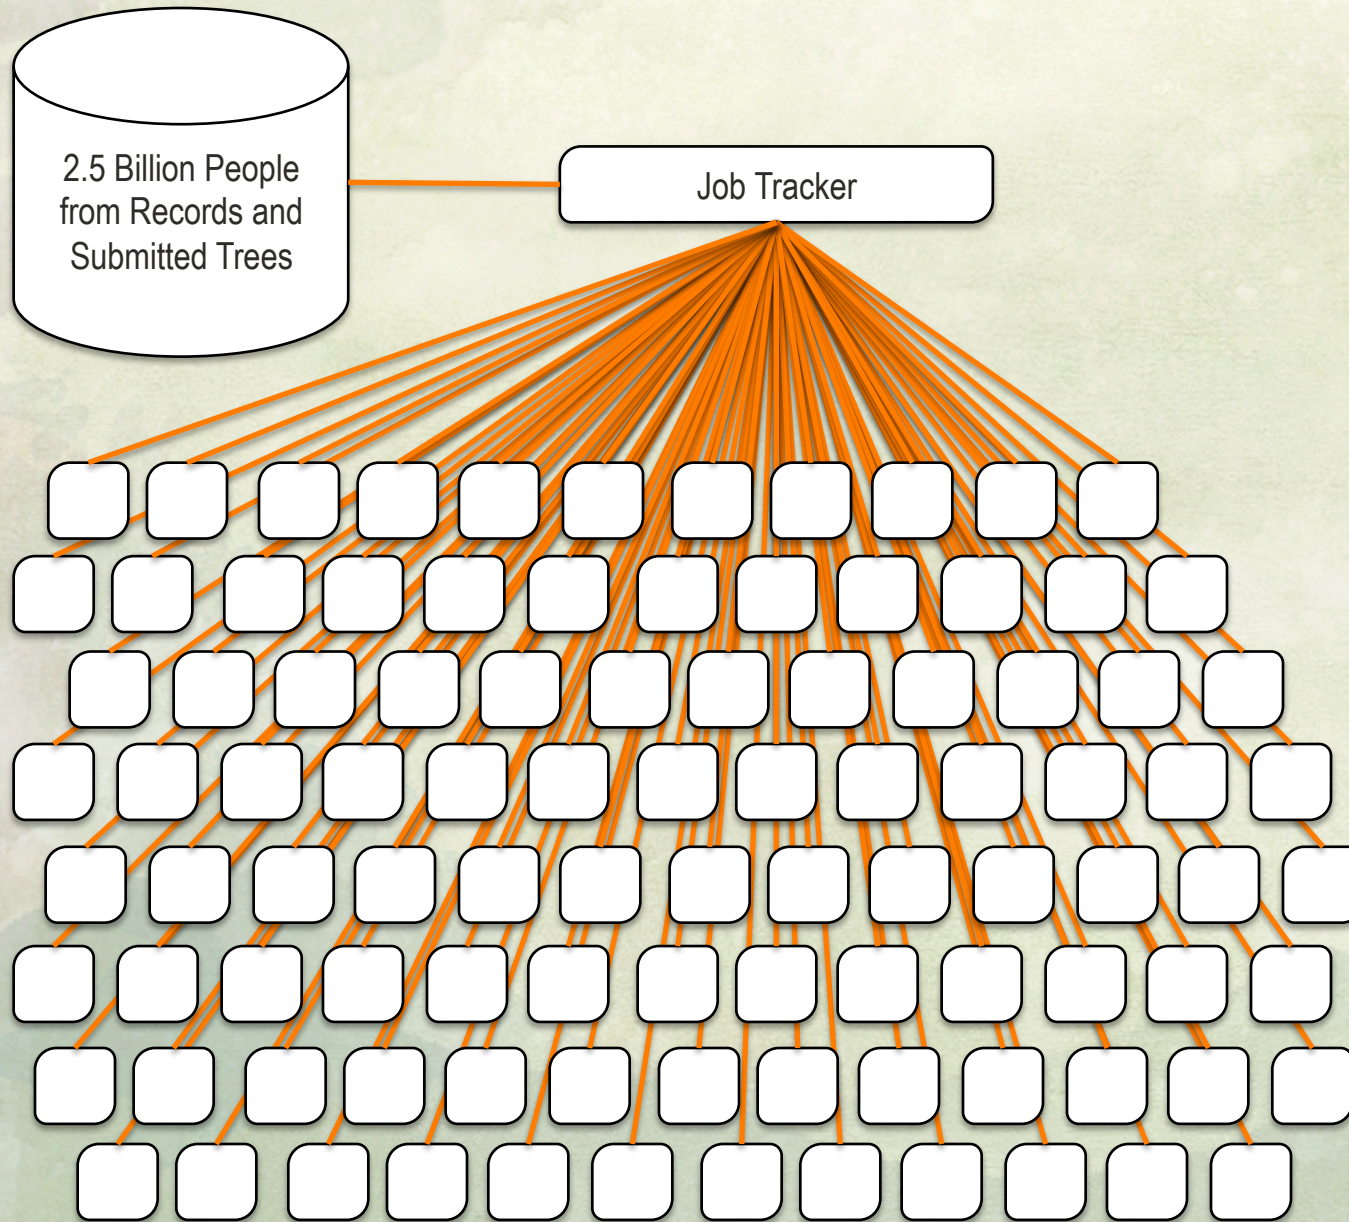 2.5 Billion People
from Records and
Submitted Trees
Job Tracker